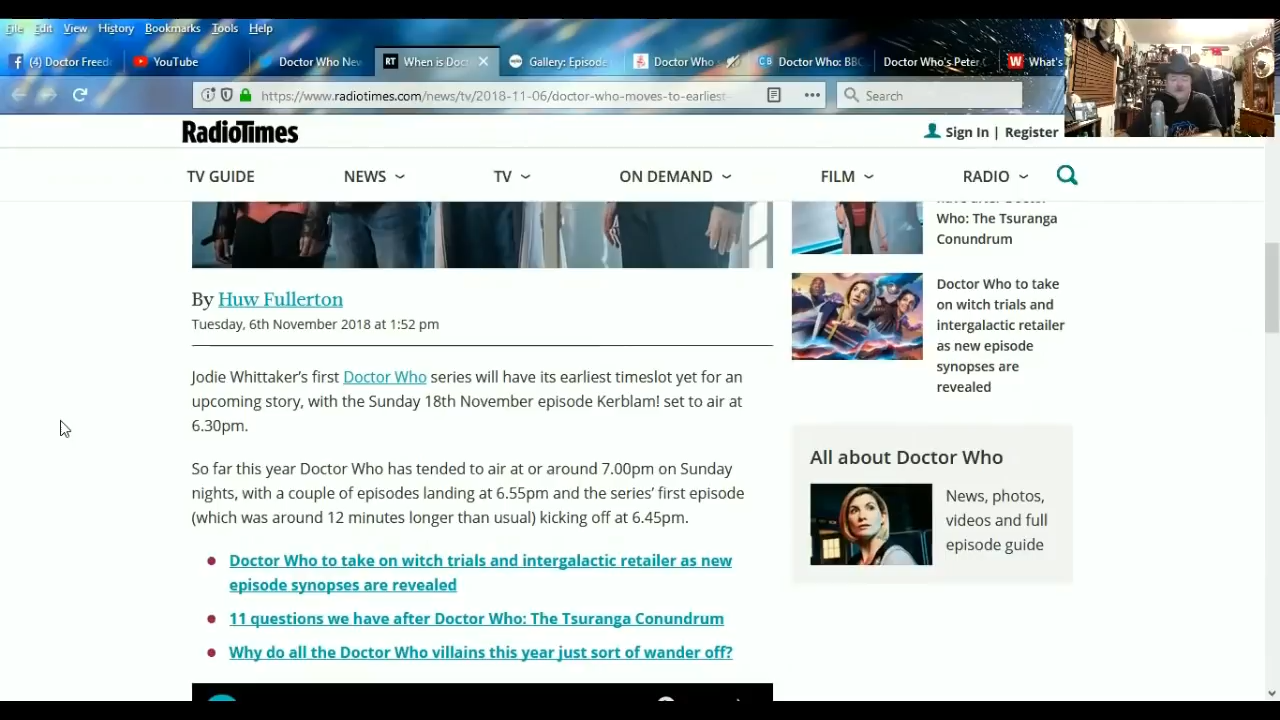 File Edit View History Bookmarks Tools Help
(4) Doctor Freed
YouTube
Doctor Who New
RT When is Doct
Gallery: Episode
Doctor Who
CB Doctor Who: BBC
Doctor Who's Peter C
W What's
https://www.radiotimes.com/news/tv/2018-11-06/doctor-who-moves-to-earliest-
Search
RadioTimes
Sign In | Register
TV GUIDE NEWS TV ON DEMAND FILM RADIO
By Huw Fullerton
Tuesday, 6th November 2018 at 1:52 pm
Jodie Whittaker's first Doctor Who series will have its earliest timeslot yet for an
upcoming story, with the Sunday 18th November episode Kerblam! set to air at
6.30pm.
So far this year Doctor Who has tended to air at or around 7.00pm on Sunday
nights, with a couple of episodes landing at 6.55pm and the series' first episode
(which was around 12 minutes longer than usual) kicking off at 6.45pm.
Doctor Who to take on witch trials and intergalactic retailer as new
episode synopses are revealed
11 questions we have after Doctor Who: The Tsuranga Conundrum
Why do all the Doctor Who villains this year just sort of wander off?
have after Doctor
Who: The Tsuranga
Conundrum
Doctor Who to take
on witch trials and
intergalactic retailer
as new episode
synopses are
revealed
All about Doctor Who
News, photos,
videos and full
episode guide